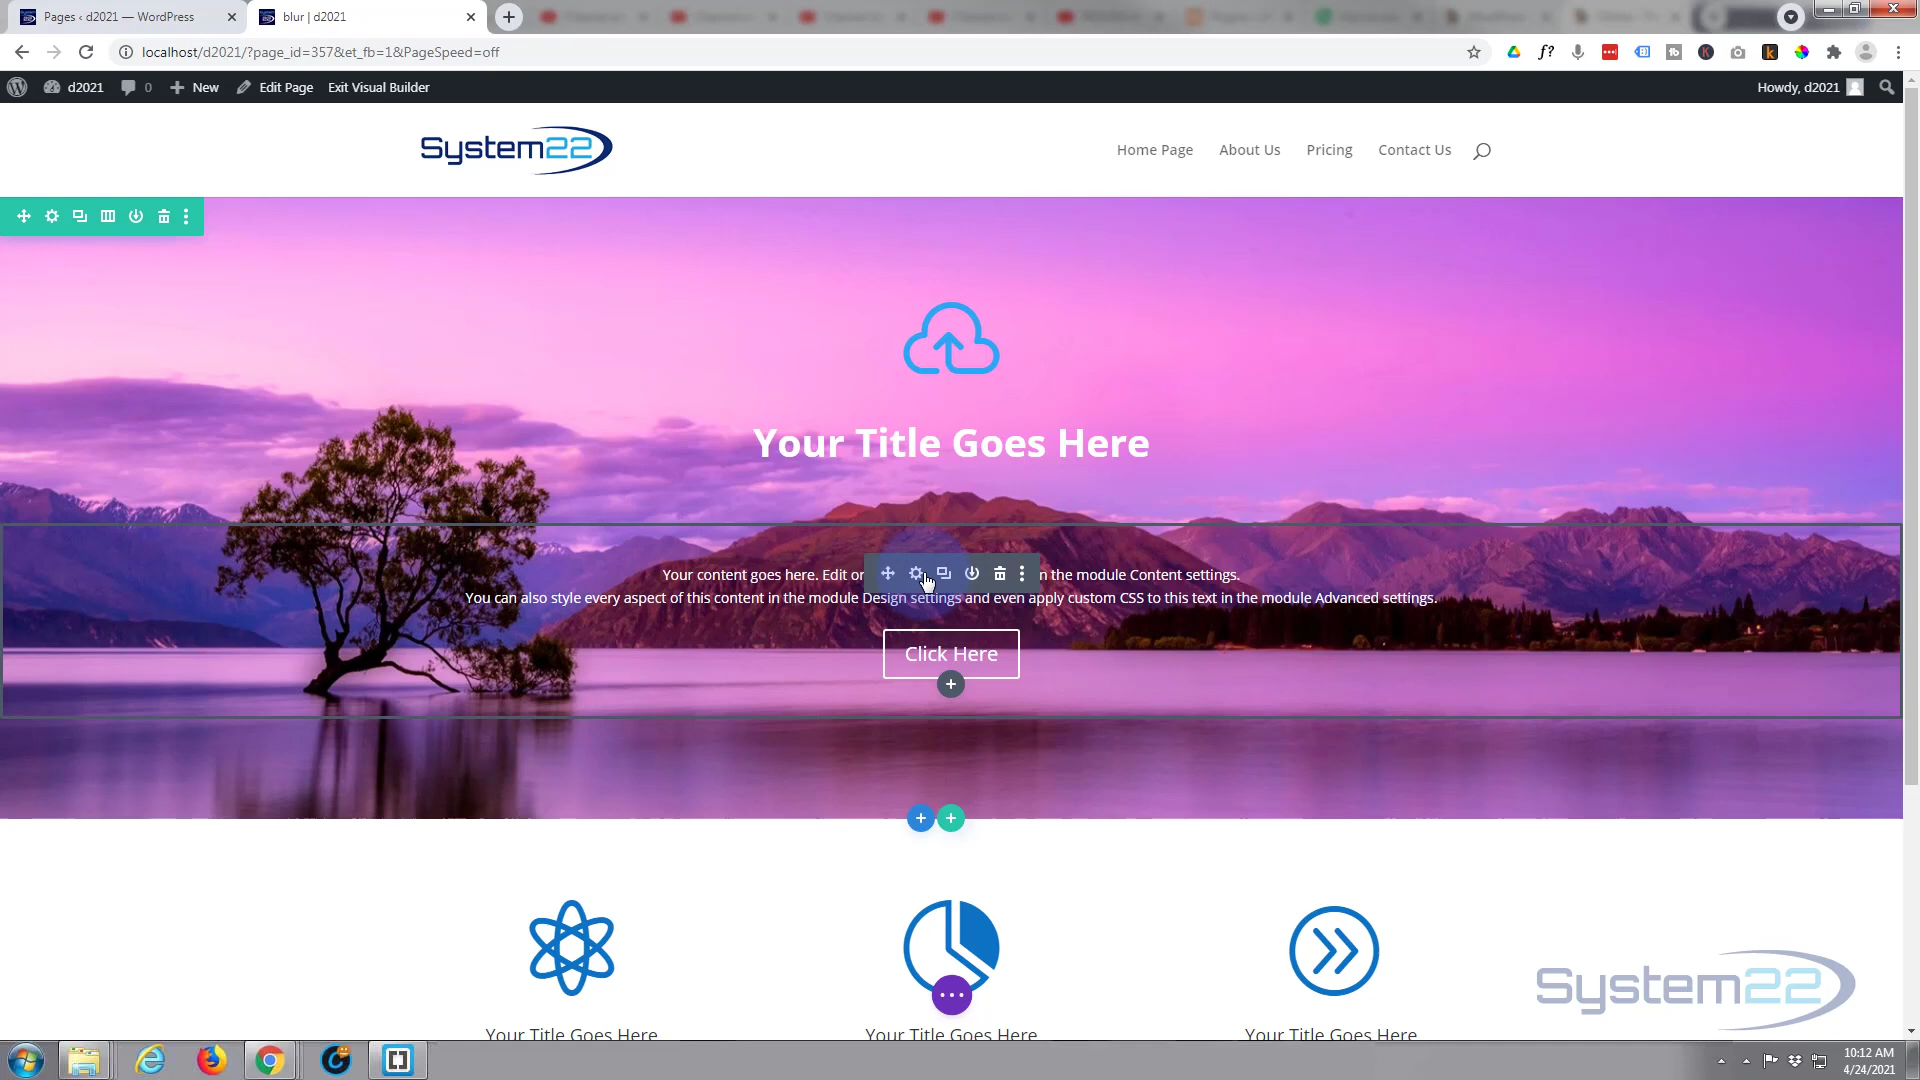 Pages ‹ d2021 — WordPress
blur | d2021
localhost/d2021/?page_id=357&et_fb=1&PageSpeed=off
d2021
0
New
Edit Page
Exit Visual Builder
Howdy, d2021
System22
Home Page
About Us
Pricing
Contact Us
Your Title Goes Here
Your content goes here. Edit or
n the module Content settings.
You can also style every aspect of this content in the module Design settings and even apply custom CSS to this text in the module Advanced settings.
Click Here
System22
Your Title Goes Here
Your Title Goes Here
Your Title Goes Here
10:12 AM
4/24/2021